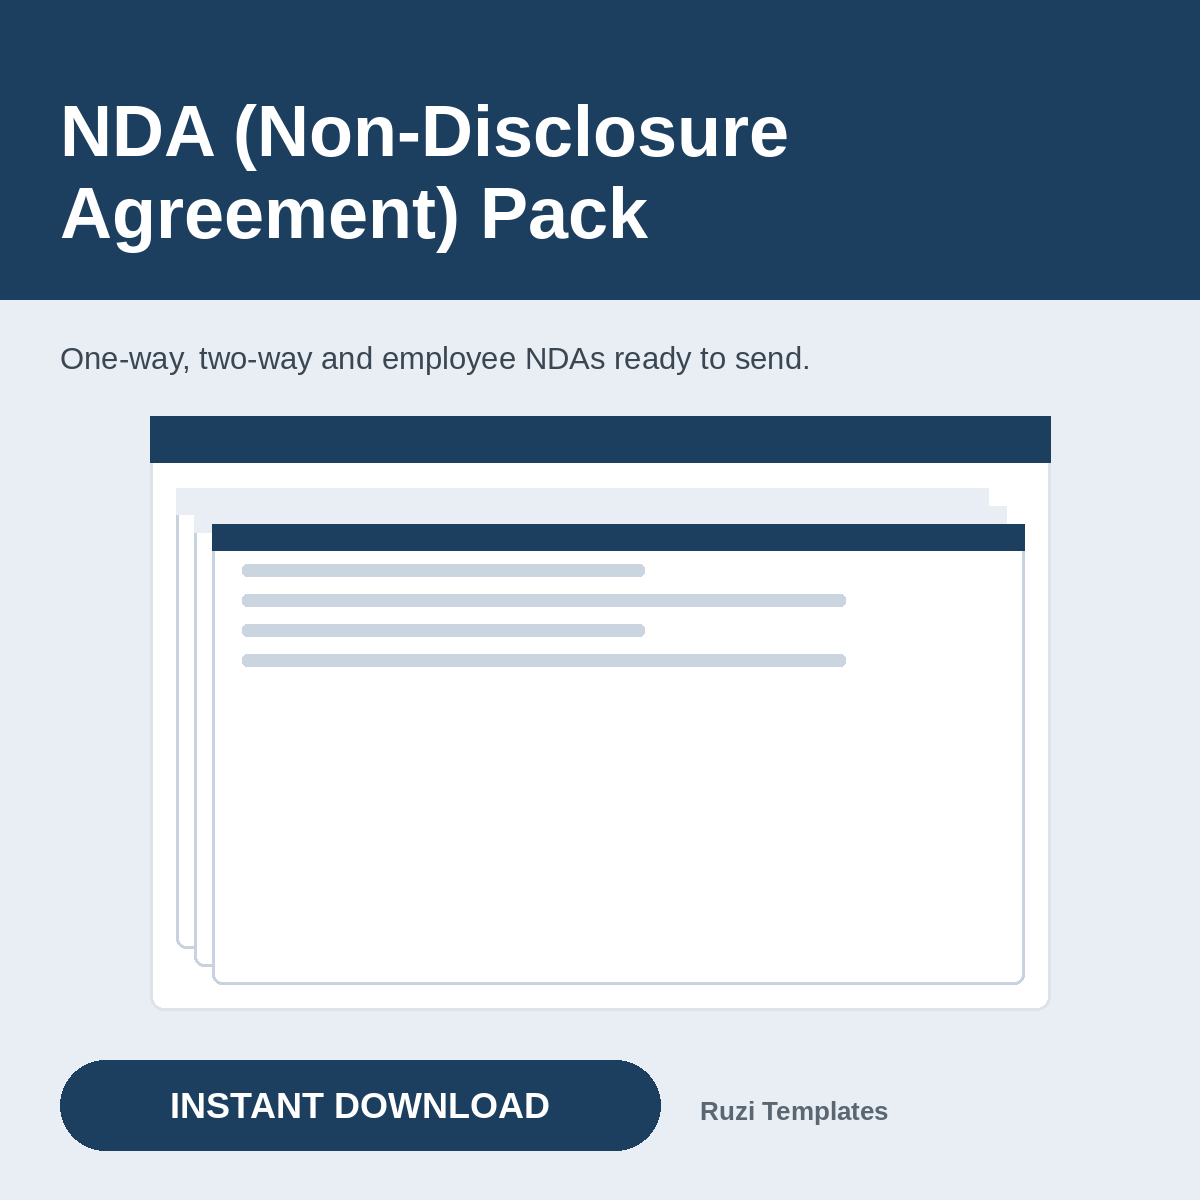 NDA (Non-Disclosure
Agreement) Pack
One-way, two-way and employee NDAs ready to send.
INSTANT DOWNLOAD
Ruzi Templates